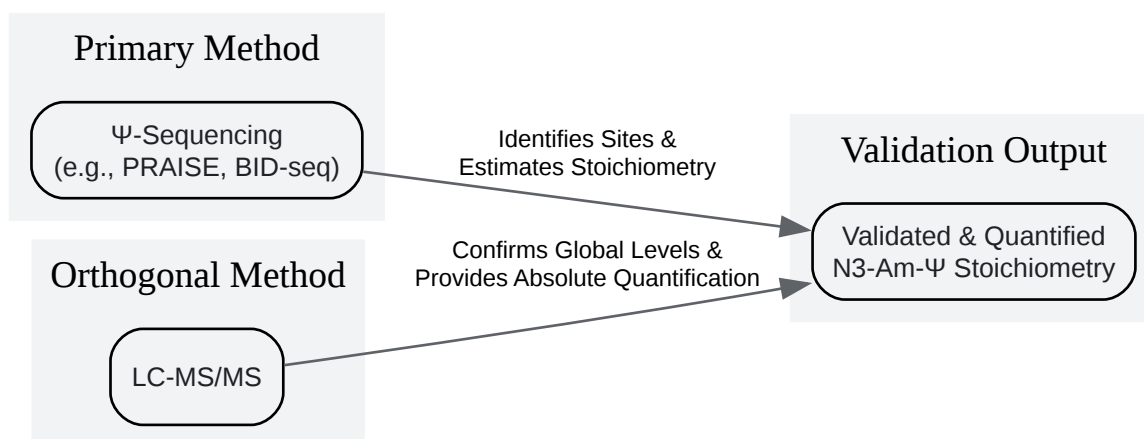 Primary Method
Ψ-Sequencing
(e.g., PRAISE, BID-seq)
Identifies Sites &
Estimates Stoichiometry
Orthogonal Method
LC-MS/MS
Confirms Global Levels &
Provides Absolute Quantification
Validation Output
Validated & Quantified
N3-Am-Ψ Stoichiometry